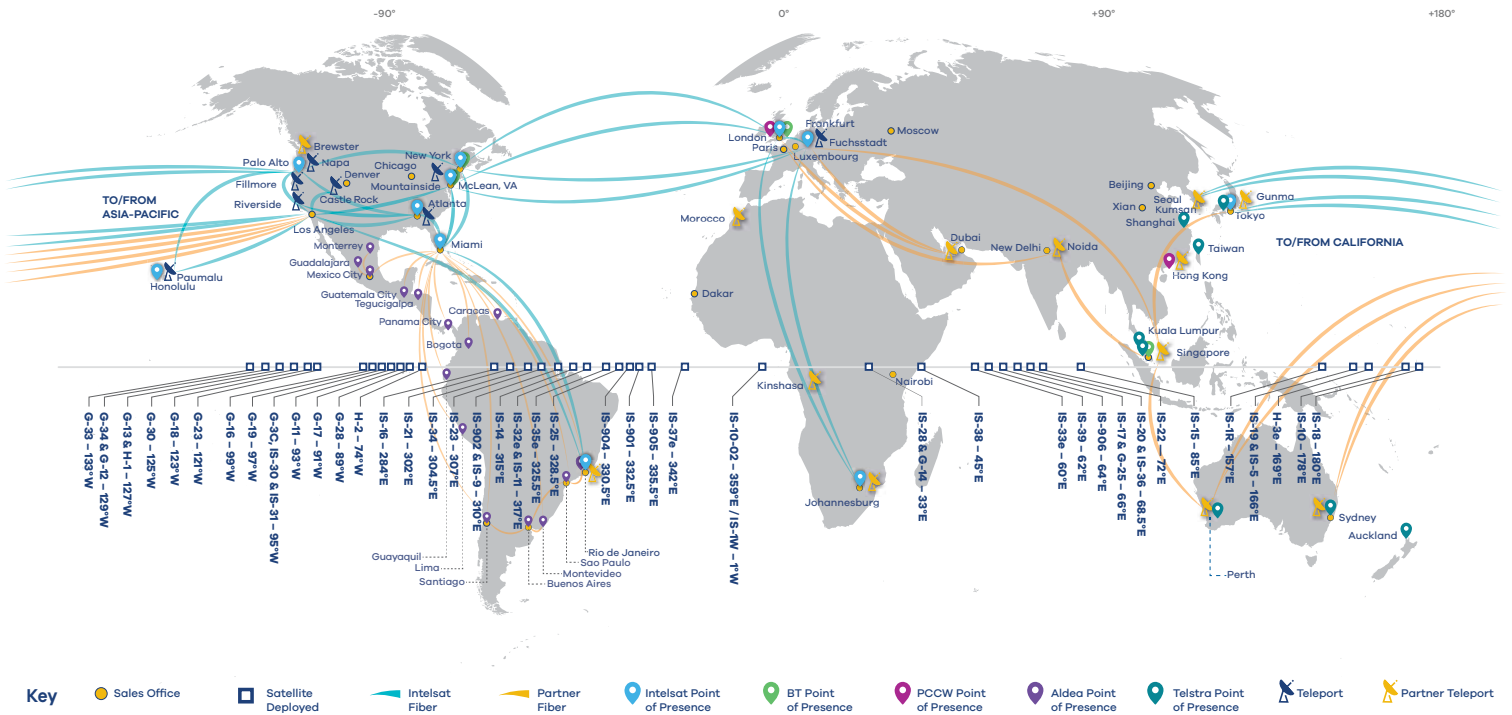 -90°
0°
+90°
+180°
Brewster
Palo Alto
Napa
Fillmore
Denver
Riverside
Castle Rock
Chicago
New York
Mountainside
McLean, VA
Atlanta
Los Angeles
TO/FROM
ASIA-PACIFIC
Miami
Paumalu
Honolulu
Monterrey
Guadalajara
Mexico City
Guatemala City
Tegucigalpa
Panama City
Caracas
Bogota
London
Paris
Frankfurt
Fuchsstadt
Luxembourg
Moscow
Morocco
Dakar
Dubai
New Delhi
Noida
Beijing
Xian
Seoul
Kumsan
Shanghai
Gunma
Tokyo
Taiwan
TO/FROM CALIFORNIA
Hong Kong
Kuala Lumpur
Singapore
Kinshasa
Nairobi
Johannesburg
G-33 – 133°W
G-34 & G-12 – 129°W
G-13 & H-1 – 127°W
G-30 – 125°W
G-18 – 123°W
G-23 – 121°W
G-16 – 99°W
G-19 – 97°W
G-3C, IS-30 & IS-31 – 95°W
G-11 – 93°W
G-17 – 91°W
G-28 – 89°W
H-2 – 74°W
IS-16 – 284°E
IS-21 – 302°E
IS-34 – 304.5°E
IS-23 – 307°E
IS-902 & IS-9 – 310°E
IS-14 – 315°E
IS-32e & IS-11 – 317°E
IS-35e – 325.5°E
IS-25 – 328.5°E
IS-904 – 330.5°E
IS-901 – 332.5°E
IS-905 – 335.5°E
IS-37e – 342°E
IS-10-02 – 359°E / IS-1W – 1°W
IS-28 & G-14 – 33°E
IS-38 – 45°E
IS-33e – 60°E
IS-39 – 62°E
IS-906 – 64°E
IS-17 & G-25 – 66°E
IS-20 & IS-36 – 68.5°E
IS-22 – 72°E
IS-15 – 85°E
IS-1R – 157°E
IS-19 & IS-5 – 166°E
H-3e – 169°E
IS-10 – 178°E
IS-18 – 180°E
Sydney
Auckland
Perth
Guayaquil
Lima
Santiago
Rio de Janeiro
Sao Paulo
Montevideo
Buenos Aires
Key
Sales Office
Satellite
Deployed
Intelsat
Fiber
Partner
Fiber
Intelsat Point
of Presence
BT Point
of Presence
PCCW Point
of Presence
Aldea Point
of Presence
Telstra Point
of Presence
Teleport
Partner Teleport